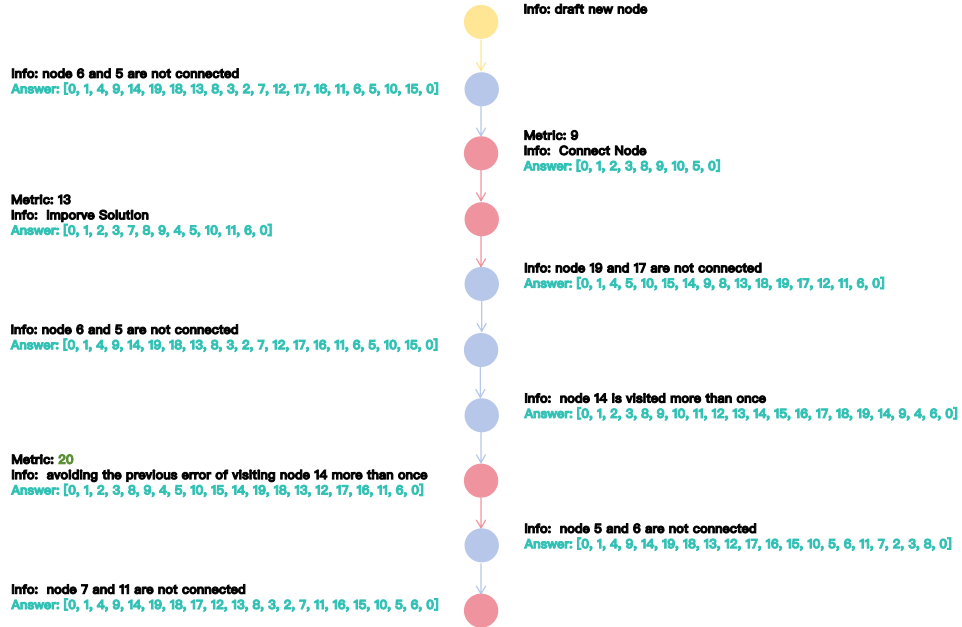 Info: draft new node
Info: node 6 and 5 are not connected
Answer: [0, 1, 4, 9, 14, 19, 18, 13, 8, 3, 2, 7, 12, 17, 16, 11, 6, 5, 10, 15, 0]
Metric: 9
Info: Connect Node
Answer: [0, 1, 2, 3, 8, 9, 10, 5, 0]
Metric: 13
Info: Imporve Solution
Answer: [0, 1, 2, 3, 7, 8, 9, 4, 5, 10, 11, 6, 0]
Info: node 19 and 17 are not connected
Answer: [0, 1, 4, 5, 10, 15, 14, 9, 8, 13, 18, 19, 17, 12, 11, 6, 0]
Info: node 6 and 5 are not connected
Answer: [0, 1, 4, 9, 14, 19, 18, 13, 8, 3, 2, 7, 12, 17, 16, 11, 6, 5, 10, 15, 0]
Info: node 14 is visited more than once
Answer: [0, 1, 2, 3, 8, 9, 10, 11, 12, 13, 14, 15, 16, 17, 18, 19, 14, 9, 4, 6, 0]
Metric: 20
Info: avoiding the previous error of visiting node 14 more than once
Answer: [0, 1, 2, 3, 8, 9, 4, 5, 10, 15, 14, 19, 18, 13, 12, 17, 16, 11, 6, 0]
Info: node 5 and 6 are not connected
Answer: [0, 1, 4, 9, 14, 19, 18, 13, 12, 17, 16, 15, 10, 5, 6, 11, 7, 2, 3, 8, 0]
Info: node 7 and 11 are not connected
Answer: [0, 1, 4, 9, 14, 19, 18, 17, 12, 13, 8, 3, 2, 7, 11, 16, 15, 10, 5, 6, 0]